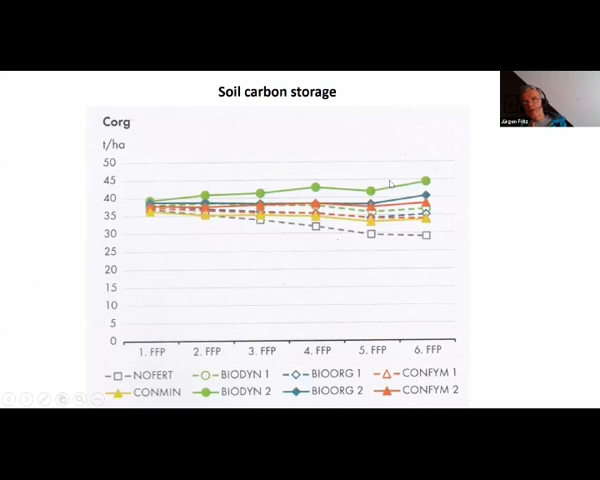 Soil carbon storage
Jürgen Fritz
Corg
t/ha
50
45
40
35
30
25
20
15
10
5
0
1. FFP 2. FFP 3. FFP 4. FFP 5. FFP 6. FFP
NOFERT BIODYN 1 BIOORG 1 CONFYM 1
CONMIN BIODYN 2 BIOORG 2 CONFYM 2